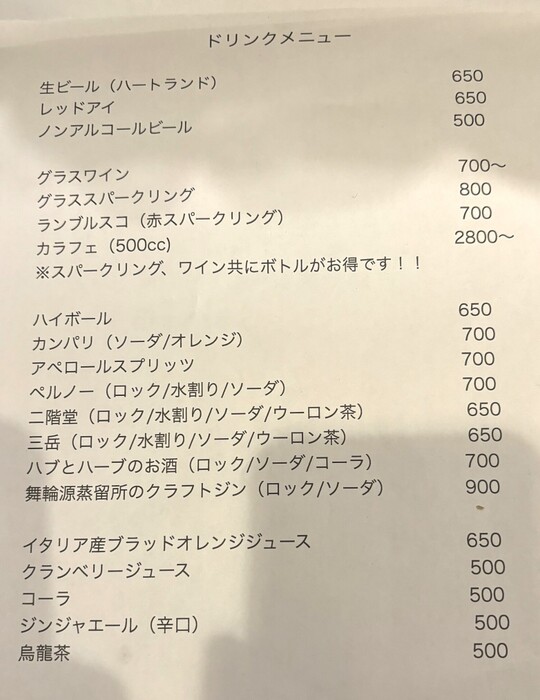 ドリンクメニュー
生ビール（ハートランド） 650
レッドアイ 650
ノンアルコールビール 500
グラスワイン 700〜
グラススパークリング 800
ランブルスコ（赤スパークリング） 700
カラフェ（500cc) 2800〜
※スパークリング、ワイン共にボトルがお得です！！
ハイボール 650
カンパリ（ソーダ/オレンジ） 700
アペロールスプリッツ 700
ペルノー（ロック/水割り/ソーダ） 700
二階堂（ロック/水割り/ソーダ/ウーロン茶） 650
三岳（ロック/水割り/ソーダ/ウーロン茶） 650
ハブとハーブのお酒（ロック/ソーダ/コーラ） 700
舞輪源蒸留所のクラフトジン（ロック/ソーダ） 900
イタリア産ブラッドオレンジジュース 650
クランベリージュース 500
コーラ 500
ジンジャエール（辛口） 500
烏龍茶 500